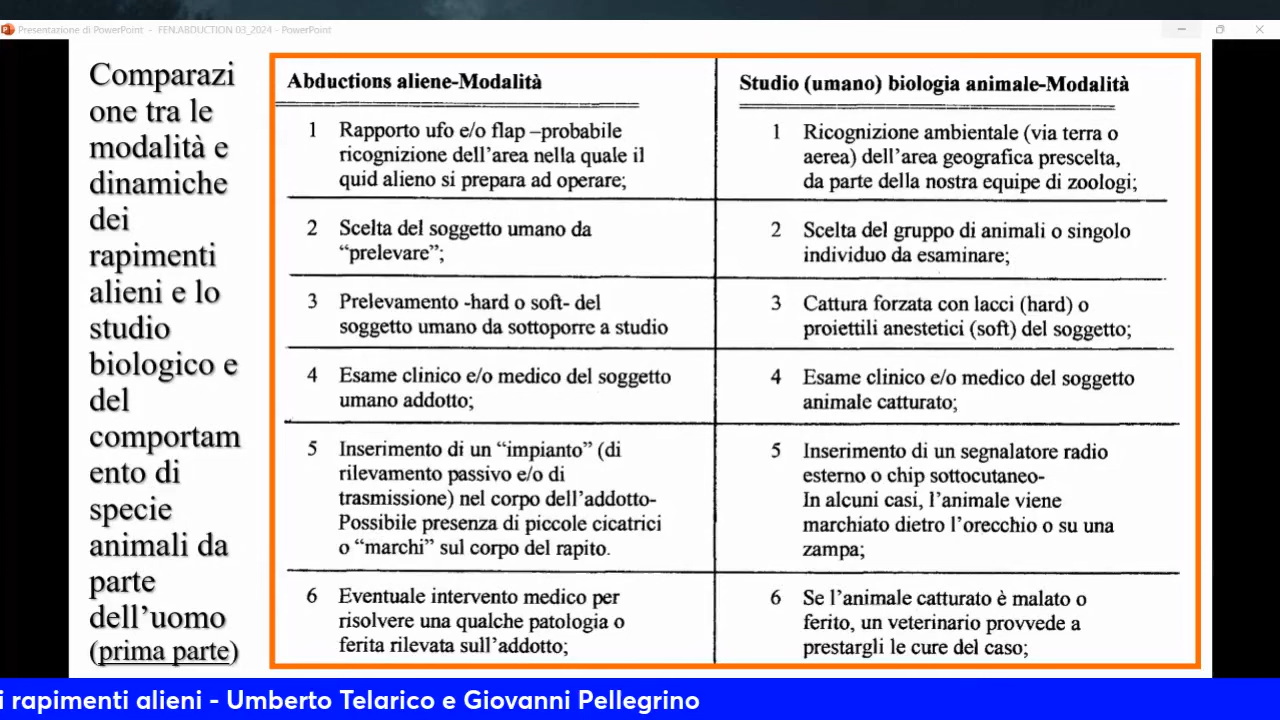 Presentazione di PowerPoint - FEN.ABDUCTION 03_2024 - PowerPoint
Comparazi
one tra le
modalità e
dinamiche
dei
rapimenti
alieni e lo
studio
biologico e
del
comportam
ento di
specie
animali da
parte
dell’uomo
(prima parte)
Abductions aliene-Modalità
1 Rapporto ufo e/o flap –probabile
ricognizione dell’area nella quale il
quid alieno si prepara ad operare;
2 Scelta del soggetto umano da
“prelevare”;
3 Prelevamento -hard o soft- del
soggetto umano da sottoporre a studio
4 Esame clinico e/o medico del soggetto
umano addotto;
5 Inserimento di un “impianto” (di
rilevamento passivo e/o di
trasmissione) nel corpo dell’addotto-
Possibile presenza di piccole cicatrici
o “marchi” sul corpo del rapito.
6 Eventuale intervento medico per
risolvere una qualche patologia o
ferita rilevata sull’addotto;
Studio (umano) biologia animale-Modalità
1 Ricognizione ambientale (via terra o
aerea) dell’area geografica prescelta,
da parte della nostra equipe di zoologi;
2 Scelta del gruppo di animali o singolo
individuo da esaminare;
3 Cattura forzata con lacci (hard) o
proiettili anestetici (soft) del soggetto;
4 Esame clinico e/o medico del soggetto
animale catturato;
5 Inserimento di un segnalatore radio
esterno o chip sottocutaneo-
In alcuni casi, l’animale viene
marchiato dietro l’orecchio o su una
zampa;
6 Se l’animale catturato è malato o
ferito, un veterinario provvede a
prestargli le cure del caso;
i rapimenti alieni - Umberto Telarico e Giovanni Pellegrino